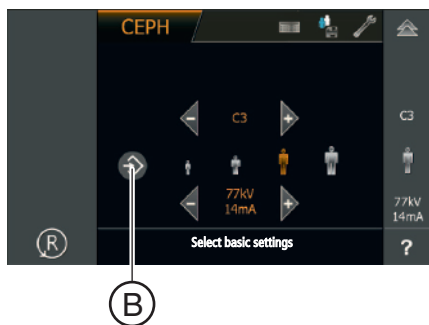 CEPH
C3
C3
77kV
14mA
77kV
14mA
R
Select basic settings
?
B